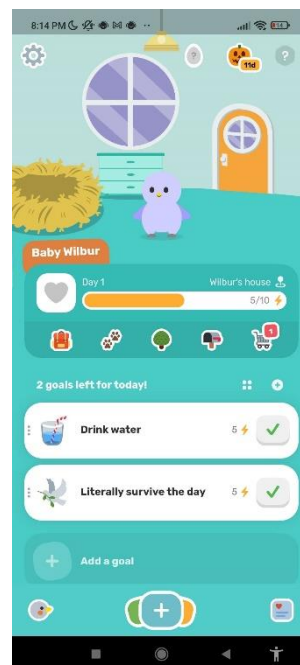 8:14 PM
11d
?
Baby Wilbur
Day 1
Wilbur's house
5/10
1
2 goals left for today!
Drink water
5
Literally survive the day
5
Add a goal